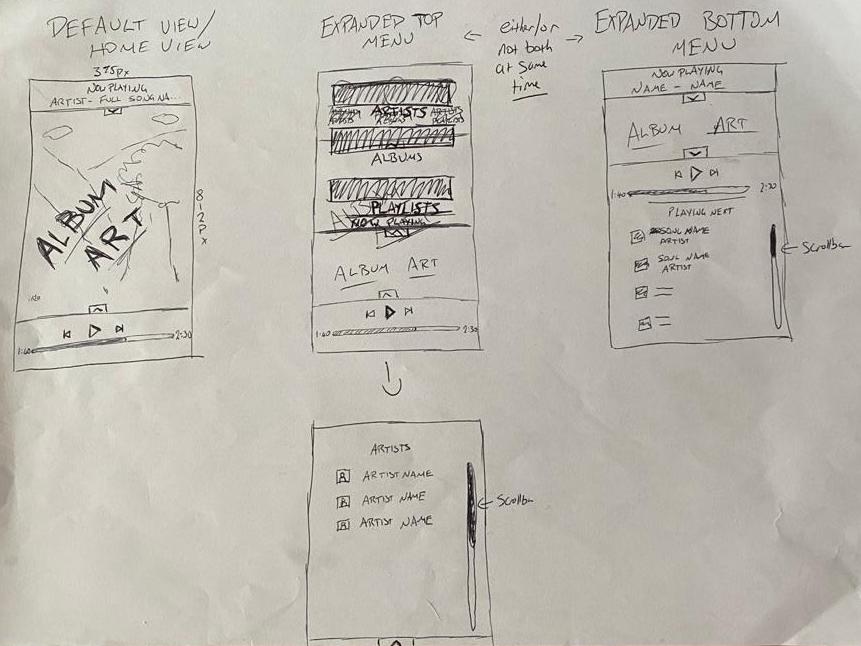 DEFAULT VIEW/
HOME VIEW
375px
NOW PLAYING
ARTIST - FULL SONG NA...
ALBUM
ART
812Px
1:40
2:30
EXPANDED TOP
MENU
ARTISTS
ALBUMS
PLAYLISTS
NOW PLAYING
ALBUM ART
1:40
2:30
either/or
not both
at same
time
EXPANDED BOTTOM
MENU
NOW PLAYING
NAME - NAME
ALBUM ART
1:40
2:30
PLAYING NEXT
SONG NAME
ARTIST
SONG NAME
ARTIST
Scrollbar
ARTISTS
ARTIST NAME
ARTIST NAME
ARTIST NAME
Scrollbar